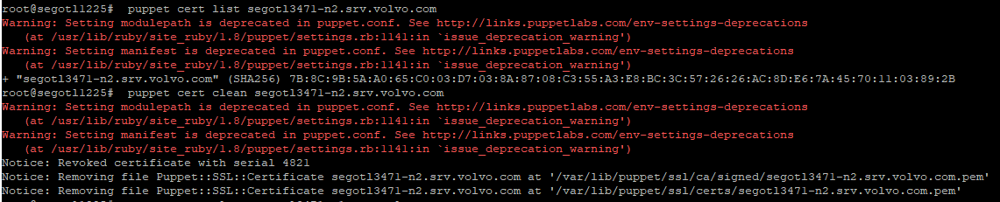 root@segotl1225#  puppet cert list segotl3471-n2.srv.volvo.com
Warning: Setting modulepath is deprecated in puppet.conf. See http://links.puppetlabs.com/env-settings-deprecations
   (at /usr/lib/ruby/site_ruby/1.8/puppet/settings.rb:1141:in `issue_deprecation_warning')
Warning: Setting manifest is deprecated in puppet.conf. See http://links.puppetlabs.com/env-settings-deprecations
   (at /usr/lib/ruby/site_ruby/1.8/puppet/settings.rb:1141:in `issue_deprecation_warning')
+ "segotl3471-n2.srv.volvo.com" (SHA256) 7B:8C:9B:5A:A0:65:C0:03:D7:03:8A:87:08:C3:55:A3:E8:BC:3C:57:26:26:AC:8D:E6:7A:45:70:11:03:89:2B
root@segotl1225#  puppet cert clean segotl3471-n2.srv.volvo.com
Warning: Setting modulepath is deprecated in puppet.conf. See http://links.puppetlabs.com/env-settings-deprecations
   (at /usr/lib/ruby/site_ruby/1.8/puppet/settings.rb:1141:in `issue_deprecation_warning')
Warning: Setting manifest is deprecated in puppet.conf. See http://links.puppetlabs.com/env-settings-deprecations
   (at /usr/lib/ruby/site_ruby/1.8/puppet/settings.rb:1141:in `issue_deprecation_warning')
Notice: Revoked certificate with serial 4821
Notice: Removing file Puppet::SSL::Certificate segotl3471-n2.srv.volvo.com at '/var/lib/puppet/ssl/ca/signed/segotl3471-n2.srv.volvo.com.pem'
Notice: Removing file Puppet::SSL::Certificate segotl3471-n2.srv.volvo.com at '/var/lib/puppet/ssl/certs/segotl3471-n2.srv.volvo.com.pem'